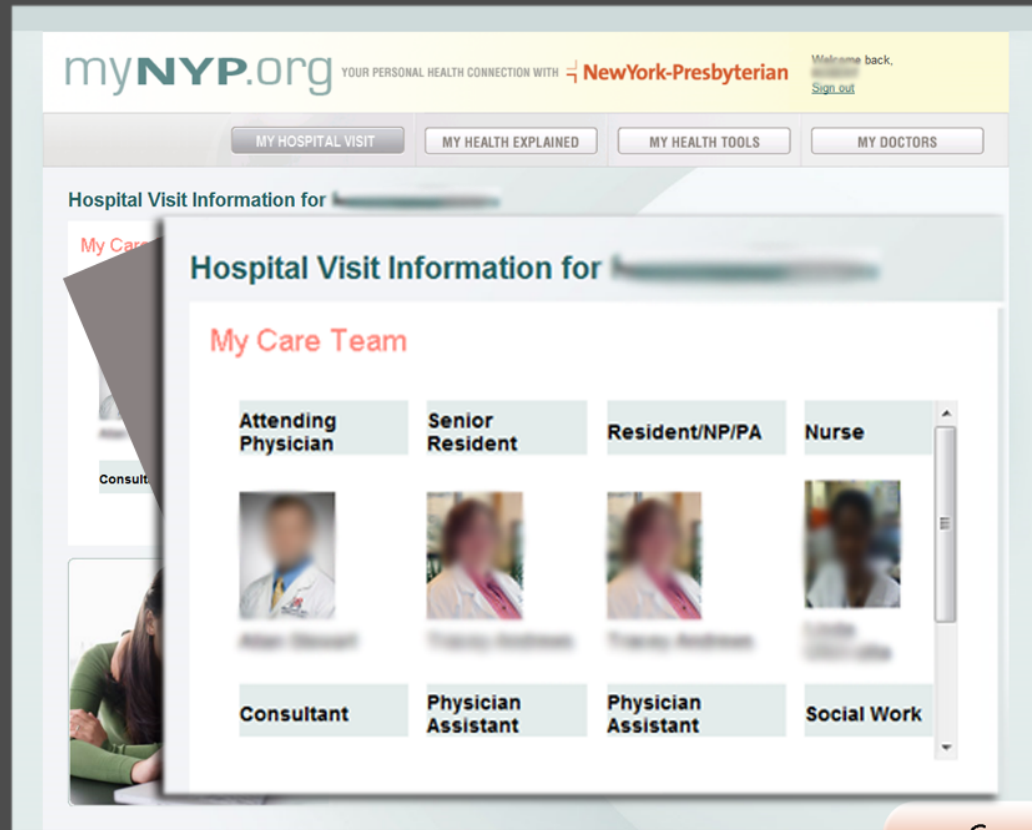 myNYP.org YOUR PERSONAL HEALTH CONNECTION WITH NewYork-Presbyterian
Welcome back,
Sign out
MY HOSPITAL VISIT MY HEALTH EXPLAINED MY HEALTH TOOLS MY DOCTORS
Hospital Visit Information for
My Care
Hospital Visit Information for
My Care Team
Attending Physician
Senior Resident
Resident/NP/PA
Nurse
Consult
Consultant
Physician Assistant
Physician Assistant
Social Work